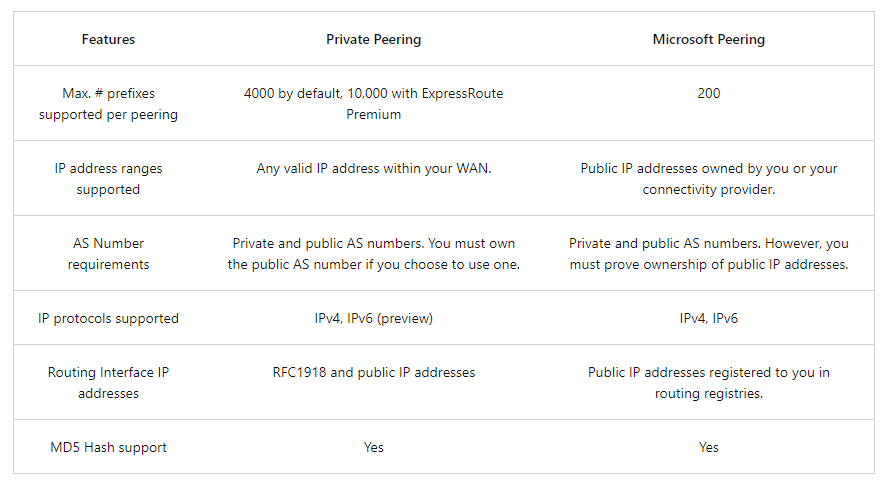 Features Private Peering Microsoft Peering
Max. # prefixes
supported per peering
4000 by default, 10,000 with ExpressRoute
Premium
200
IP address ranges
supported
Any valid IP address within your WAN.
Public IP addresses owned by you or your
connectivity provider.
AS Number
requirements
Private and public AS numbers. You must own
the public AS number if you choose to use one.
Private and public AS numbers. However, you
must prove ownership of public IP addresses.
IP protocols supported
IPv4, IPv6 (preview)
IPv4, IPv6
Routing Interface IP
addresses
RFC1918 and public IP addresses
Public IP addresses registered to you in
routing registries.
MD5 Hash support
Yes
Yes